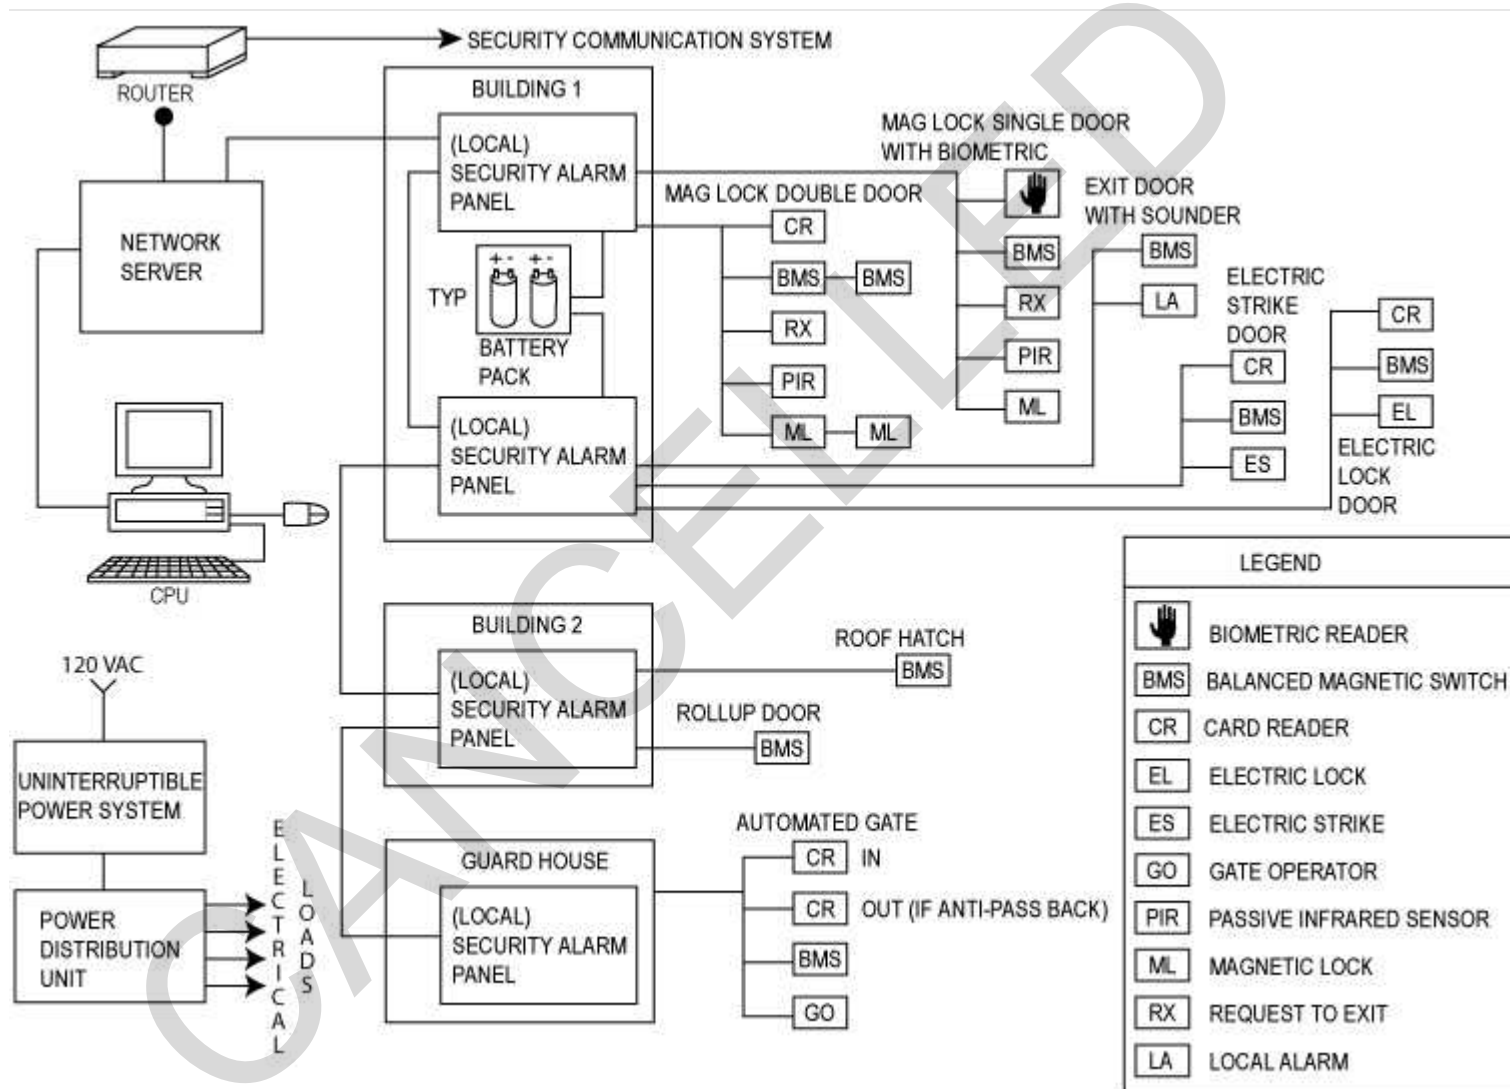 SECURITY COMMUNICATION SYSTEM
ROUTER
BUILDING 1
(LOCAL)
SECURITY ALARM
PANEL
NETWORK
SERVER
TYP
+ - + -
BATTERY
PACK
(LOCAL)
SECURITY ALARM
PANEL
CPU
MAG LOCK DOUBLE DOOR
CR
BMS BMS
RX
PIR
ML ML
MAG LOCK SINGLE DOOR
WITH BIOMETRIC
BMS
RX
PIR
ML
EXIT DOOR
WITH SOUNDER
BMS
LA
ELECTRIC
STRIKE
DOOR
CR
BMS
ES
CR
BMS
EL
ELECTRIC
LOCK
DOOR
BUILDING 2
(LOCAL)
SECURITY ALARM
PANEL
ROOF HATCH
BMS
ROLLUP DOOR
BMS
120 VAC
UNINTERRUPTIBLE
POWER SYSTEM
POWER
DISTRIBUTION
UNIT
ELECTRICAL
LOADS
GUARD HOUSE
(LOCAL)
SECURITY ALARM
PANEL
AUTOMATED GATE
CR IN
CR OUT (IF ANTI-PASS BACK)
BMS
GO
LEGEND
BIOMETRIC READER
BMS BALANCED MAGNETIC SWITCH
CR CARD READER
EL ELECTRIC LOCK
ES ELECTRIC STRIKE
GO GATE OPERATOR
PIR PASSIVE INFRARED SENSOR
ML MAGNETIC LOCK
RX REQUEST TO EXIT
LA LOCAL ALARM
CANCELLED